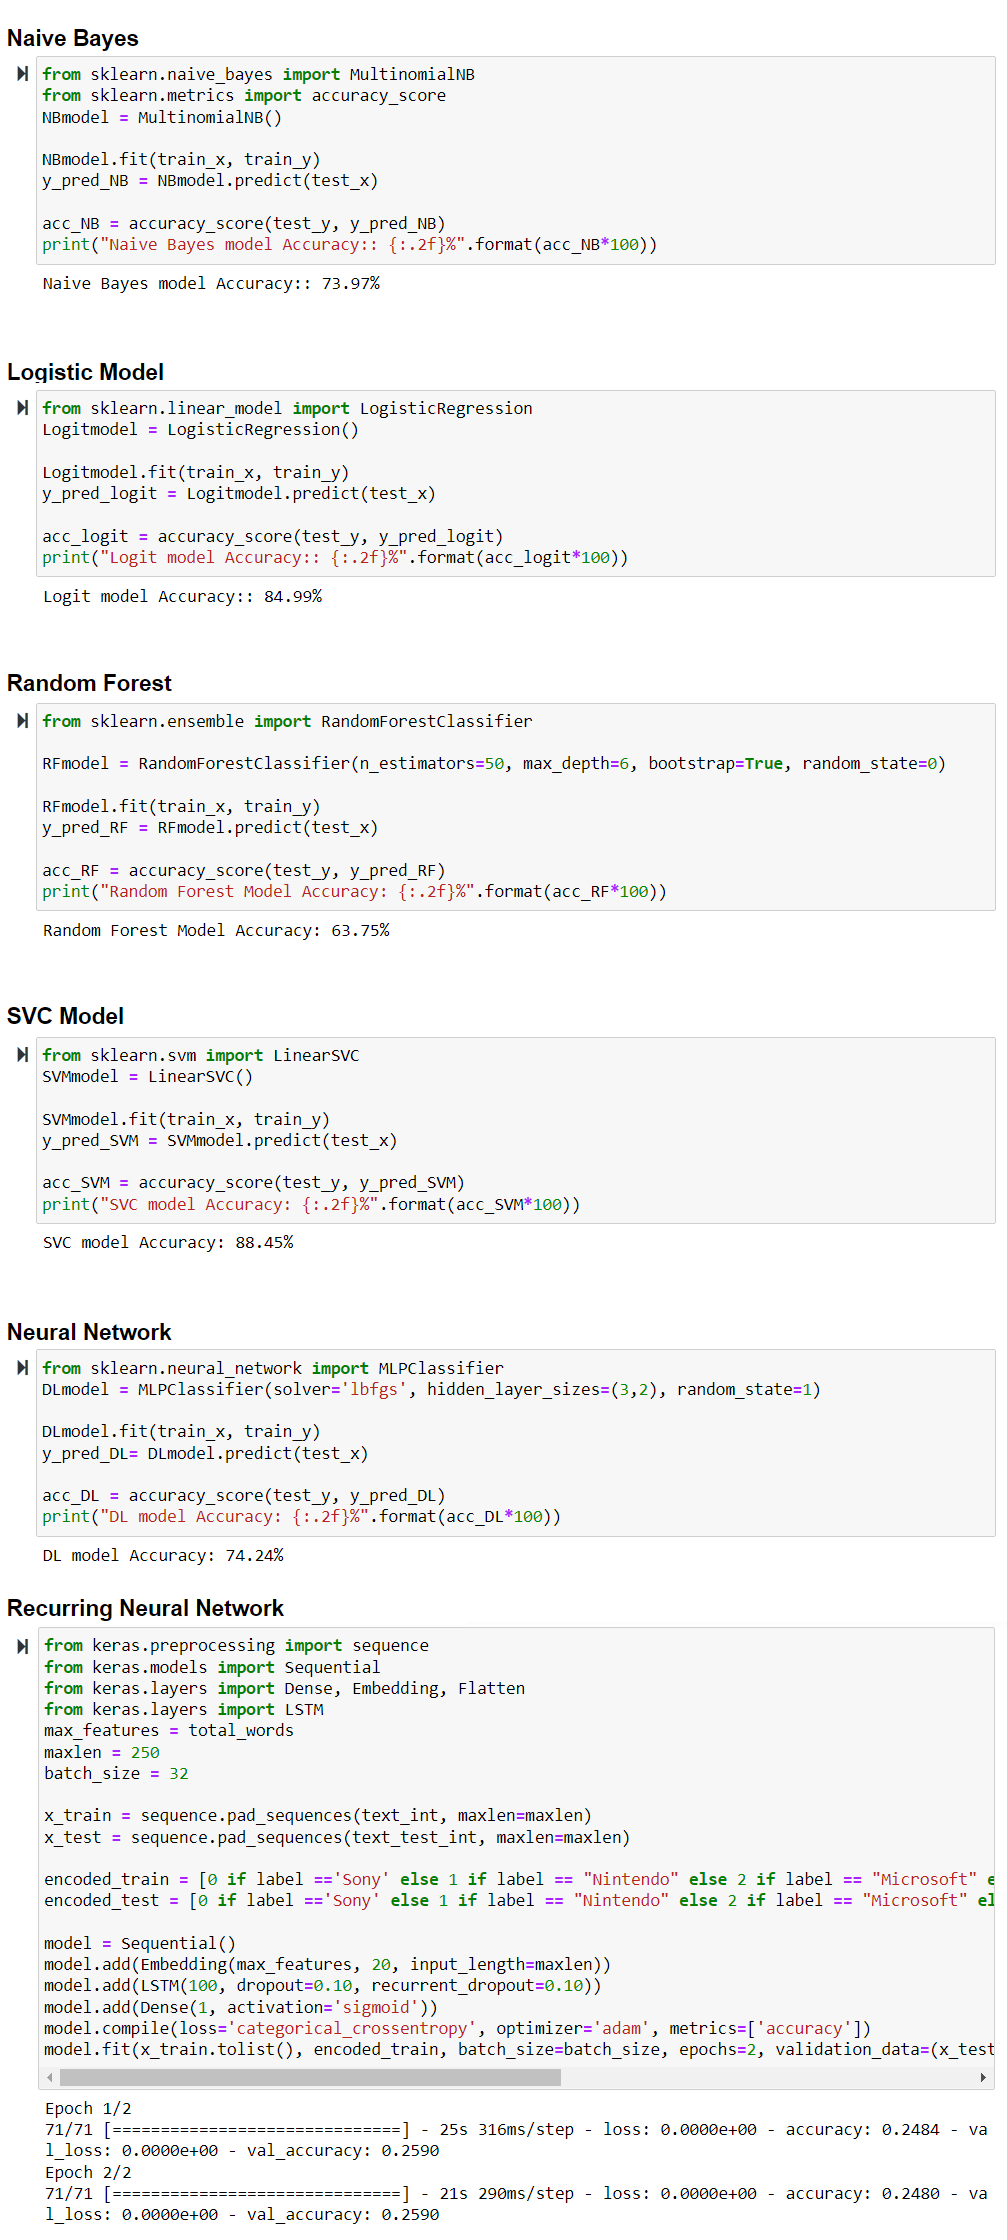 Naive Bayes
from sklearn.naive_bayes import MultinomialNB
from sklearn.metrics import accuracy_score
NBmodel = MultinomialNB()
NBmodel.fit(train_x, train_y)
y_pred_NB = NBmodel.predict(test_x)
acc_NB = accuracy_score(test_y, y_pred_NB)
print("Naive Bayes model Accuracy:: {:.2f}%".format(acc_NB*100))
Naive Bayes model Accuracy:: 73.97%
Logistic Model
from sklearn.linear_model import LogisticRegression
Logitmodel = LogisticRegression()
Logitmodel.fit(train_x, train_y)
y_pred_logit = Logitmodel.predict(test_x)
acc_logit = accuracy_score(test_y, y_pred_logit)
print("Logit model Accuracy:: {:.2f}%".format(acc_logit*100))
Logit model Accuracy:: 84.99%
Random Forest
from sklearn.ensemble import RandomForestClassifier
RFmodel = RandomForestClassifier(n_estimators=50, max_depth=6, bootstrap=True, random_state=0)
RFmodel.fit(train_x, train_y)
y_pred_RF = RFmodel.predict(test_x)
acc_RF = accuracy_score(test_y, y_pred_RF)
print("Random Forest Model Accuracy: {:.2f}%".format(acc_RF*100))
Random Forest Model Accuracy: 63.75%
SVC Model
from sklearn.svm import LinearSVC
SVMmodel = LinearSVC()
SVMmodel.fit(train_x, train_y)
y_pred_SVM = SVMmodel.predict(test_x)
acc_SVM = accuracy_score(test_y, y_pred_SVM)
print("SVC model Accuracy: {:.2f}%".format(acc_SVM*100))
SVC model Accuracy: 88.45%
Neural Network
from sklearn.neural_network import MLPClassifier
DLmodel = MLPClassifier(solver='lbfgs', hidden_layer_sizes=(3,2), random_state=1)
DLmodel.fit(train_x, train_y)
y_pred_DL= DLmodel.predict(test_x)
acc_DL = accuracy_score(test_y, y_pred_DL)
print("DL model Accuracy: {:.2f}%".format(acc_DL*100))
DL model Accuracy: 74.24%
Recurring Neural Network
from keras.preprocessing import sequence
from keras.models import Sequential
from keras.layers import Dense, Embedding, Flatten
from keras.layers import LSTM
max_features = total_words
maxlen = 250
batch_size = 32
x_train = sequence.pad_sequences(text_int, maxlen=maxlen)
x_test = sequence.pad_sequences(text_test_int, maxlen=maxlen)
encoded_train = [0 if label =='Sony' else 1 if label == "Nintendo" else 2 if label == "Microsoft" e
encoded_test = [0 if label =='Sony' else 1 if label == "Nintendo" else 2 if label == "Microsoft" el
model = Sequential()
model.add(Embedding(max_features, 20, input_length=maxlen))
model.add(LSTM(100, dropout=0.10, recurrent_dropout=0.10))
model.add(Dense(1, activation='sigmoid'))
model.compile(loss='categorical_crossentropy', optimizer='adam', metrics=['accuracy'])
model.fit(x_train.tolist(), encoded_train, batch_size=batch_size, epochs=2, validation_data=(x_test
Epoch 1/2
71/71 [==============================] - 25s 316ms/step - loss: 0.0000e+00 - accuracy: 0.2484 - va
l_loss: 0.0000e+00 - val_accuracy: 0.2590
Epoch 2/2
71/71 [==============================] - 21s 290ms/step - loss: 0.0000e+00 - accuracy: 0.2480 - va
l_loss: 0.0000e+00 - val_accuracy: 0.2590